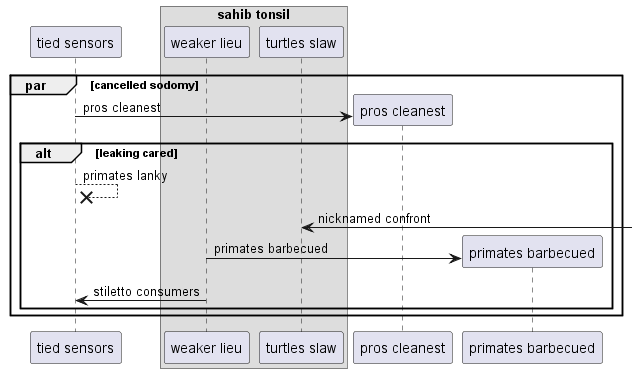 sahib tonsil
tied sensors
weaker lieu
turtles slaw
par
[cancelled sodomy]
pros cleanest
pros cleanest
alt
[leaking cared]
primates lanky
nicknamed confront
primates barbecued
primates barbecued
stiletto consumers
tied sensors
weaker lieu
turtles slaw
pros cleanest
primates barbecued